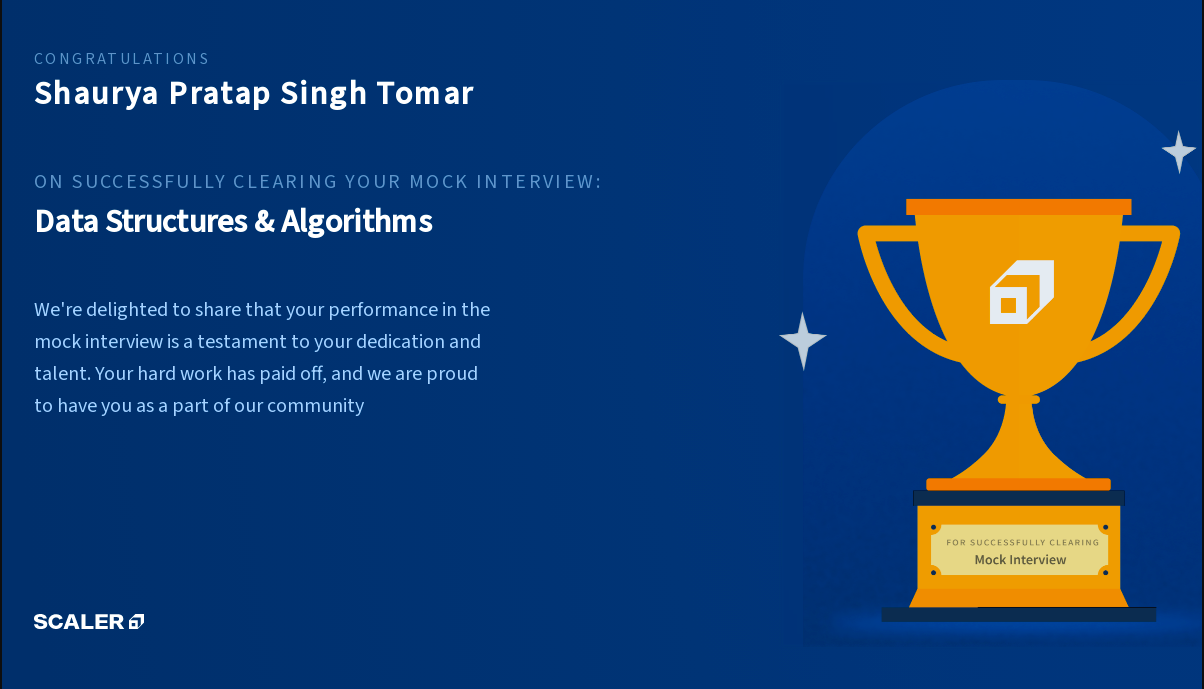 CONGRATULATIONS
Shaurya Pratap Singh Tomar
ON SUCCESSFULLY CLEARING YOUR MOCK INTERVIEW:
Data Structures & Algorithms
We're delighted to share that your performance in the
mock interview is a testament to your dedication and
talent. Your hard work has paid off, and we are proud
to have you as a part of our community
FOR SUCCESSFULLY CLEARING
Mock Interview
SCALER